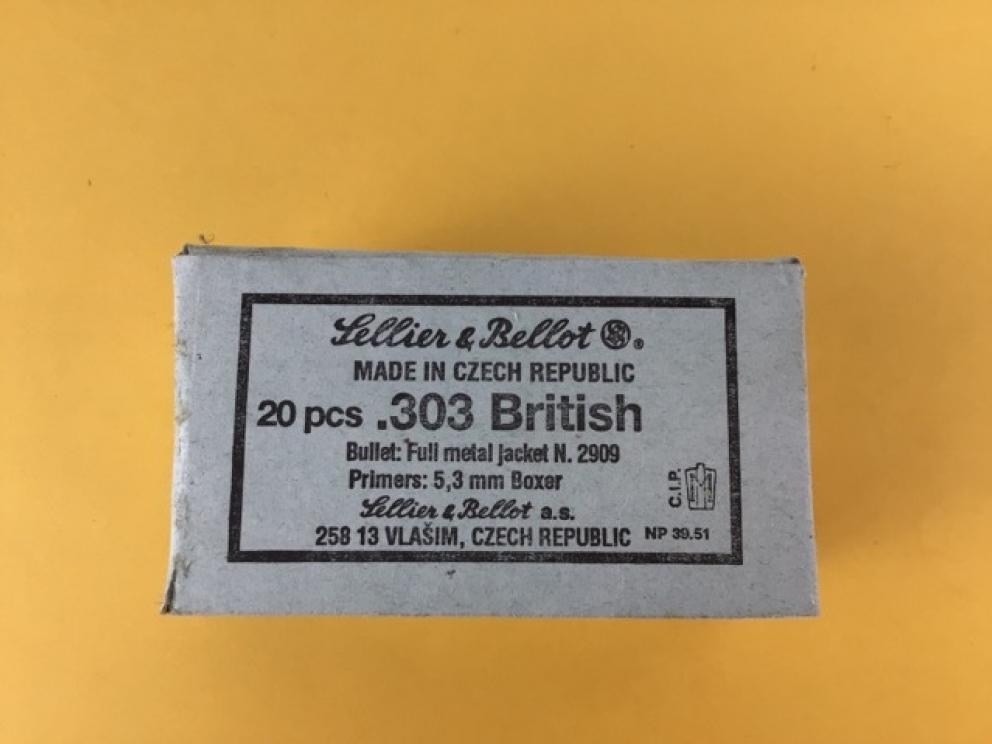 Sellier & Bellot ®.
MADE IN CZECH REPUBLIC
20 pcs .303 British
Bullet: Full metal jacket N. 2909
Primers: 5,3 mm Boxer
Sellier & Bellot a.s.
258 13 VLAŠIM, CZECH REPUBLIC
NP 39.51
C.I.P.